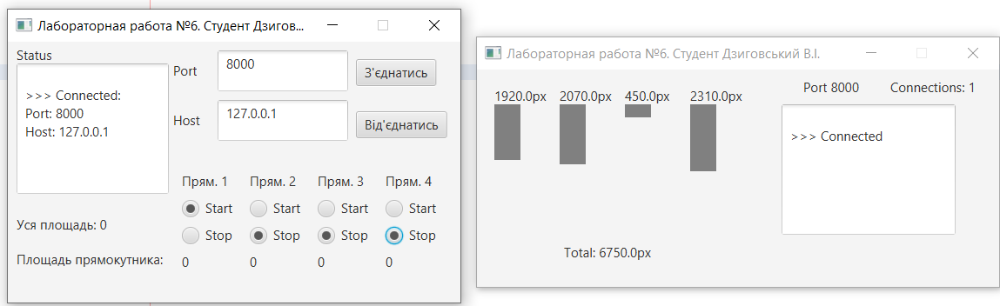 Лабораторная работа №6. Студент Дзигов...
Status
>>> Connected:
Port: 8000
Host: 127.0.0.1
Port
8000
З'єднатись
Host
127.0.0.1
Від'єднатись
Прям. 1 Прям. 2 Прям. 3 Прям. 4
Start Start Start Start
Stop Stop Stop Stop
Уся площадь: 0
Площадь прямокутника: 0 0 0 0
Лабораторная работа №6. Студент Дзиговський В.І.
1920.0px 2070.0px 450.0px 2310.0px
Port 8000 Connections: 1
>>> Connected
Total: 6750.0px